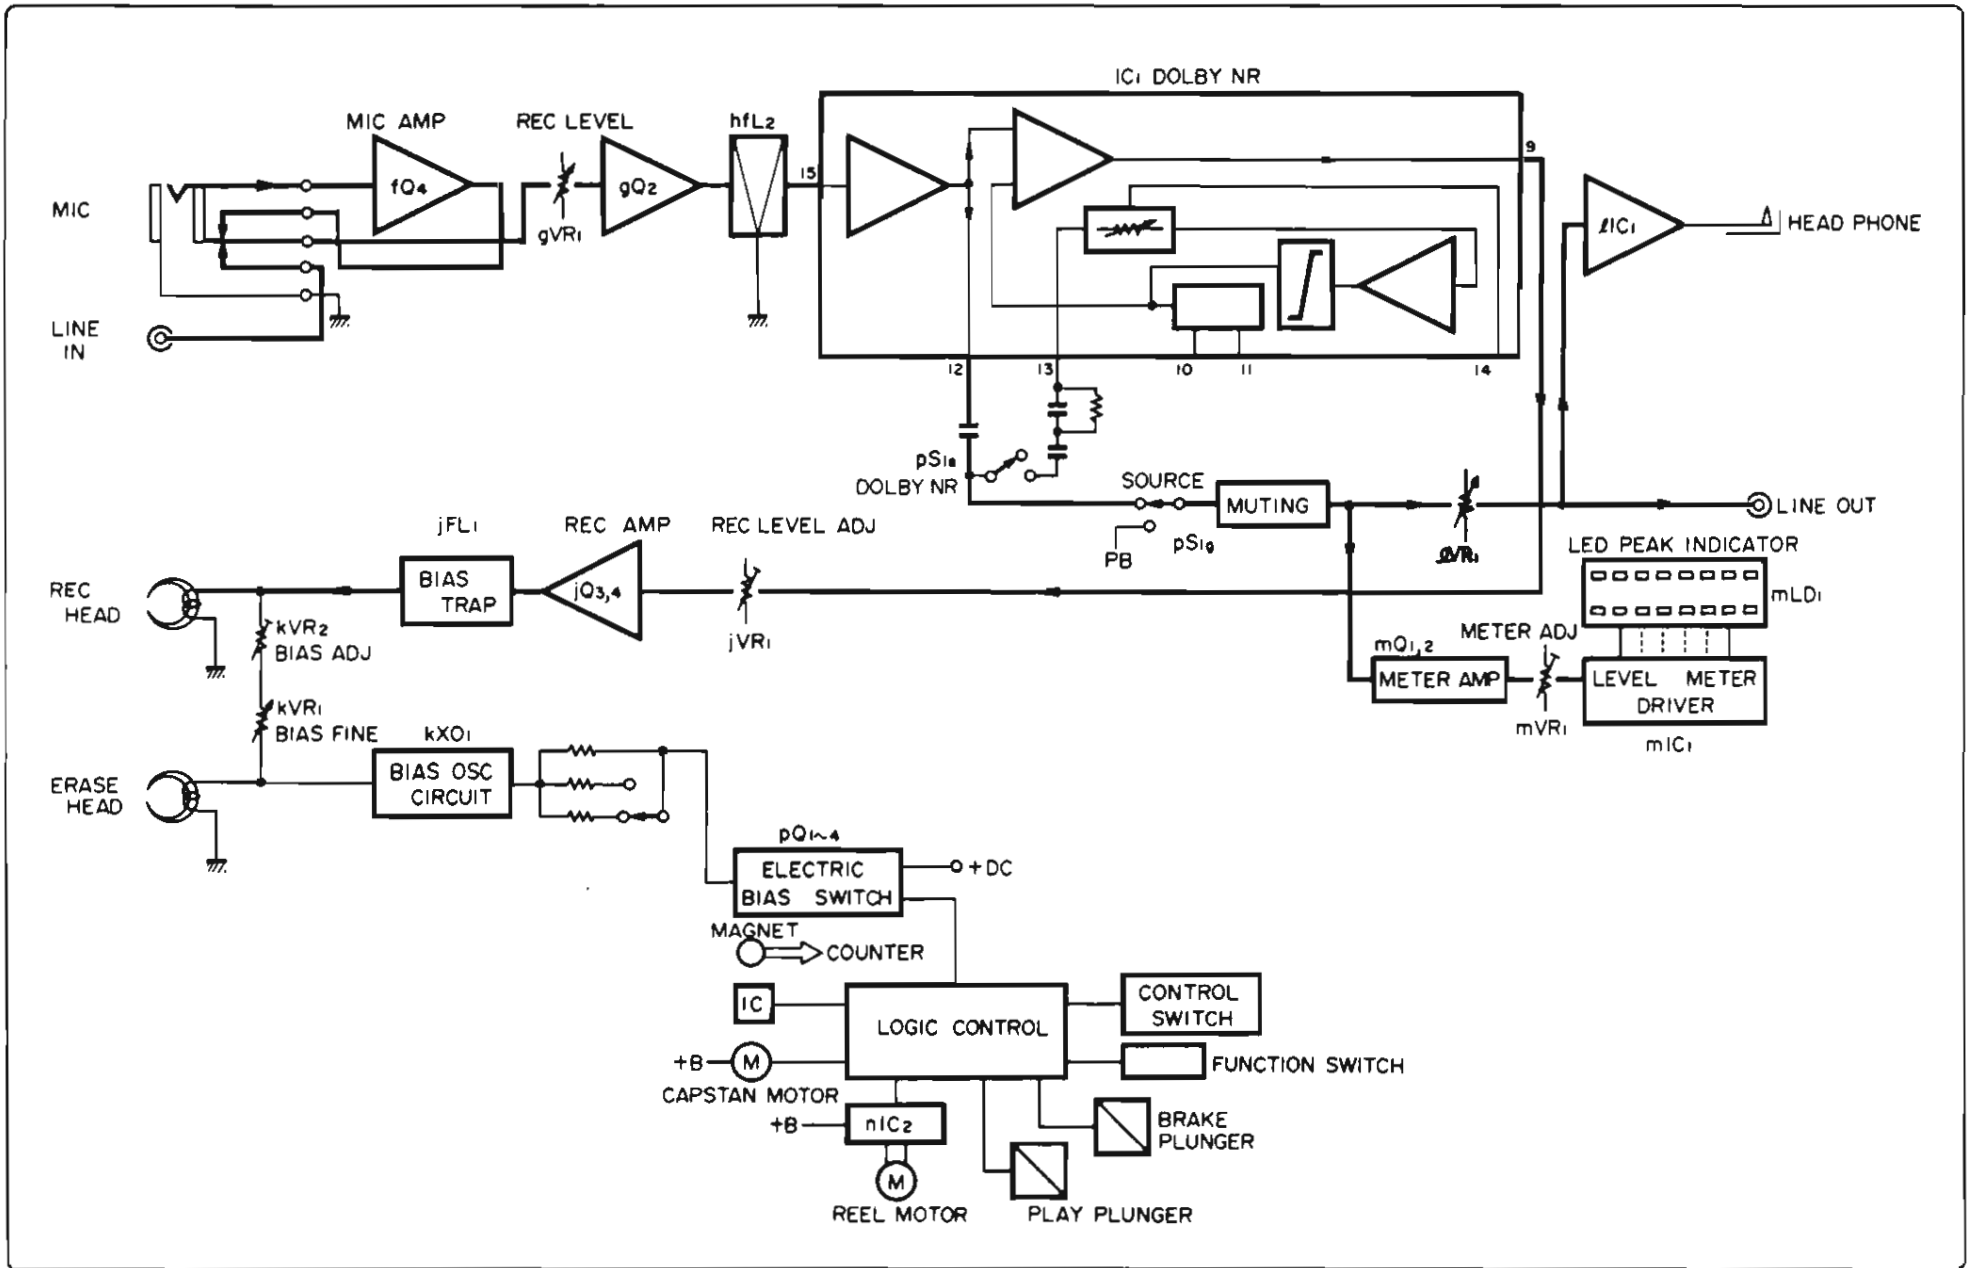 IC1 DOLBY NR
MIC AMP
REC LEVEL
hfL2
fQ4
gQ2
gVR1
15
9
MIC
LINE
IN
ℓIC1
HEAD PHONE
12
13
10
11
14
pS1a
DOLBY NR
SOURCE
MUTING
PB
pS1g
LINE OUT
jFL1
REC AMP
REC LEVEL ADJ
BIAS
TRAP
jQ3,4
jVR1
REC
HEAD
kVR2
BIAS ADJ
kVR1
BIAS FINE
LED PEAK INDICATOR
mLD1
METER ADJ
mQ1,2
METER AMP
mVR1
LEVEL METER
DRIVER
mIC1
kXO1
BIAS OSC
CIRCUIT
ERASE
HEAD
pQ1~4
ELECTRIC
BIAS SWITCH
+DC
MAGNET
COUNTER
IC
LOGIC CONTROL
CONTROL
SWITCH
+B
M
CAPSTAN MOTOR
FUNCTION SWITCH
+B
nIC2
M
REEL MOTOR
BRAKE
PLUNGER
PLAY PLUNGER